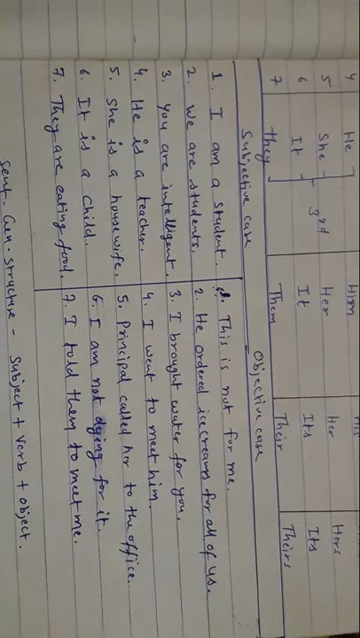 4 He Him His
5 She 3rd Her Her Hers
6 It It Its Its
7 they Them Their Theirs
Subjective case Objective case
1. I am a student. 1. This is not for me.
2. We are students. 2. He ordered icecreams for all of us.
3. You are intelligent. 3. I brought water for you.
4. He is a teacher. 4. I went to meet him.
5. She is a housewife. 5. Principal called her to the office.
6. It is a child. 6. I am not dying for it.
7. They are eating food. 7. I told them to meet me.
Gen. structure - Subject + Verb + object.